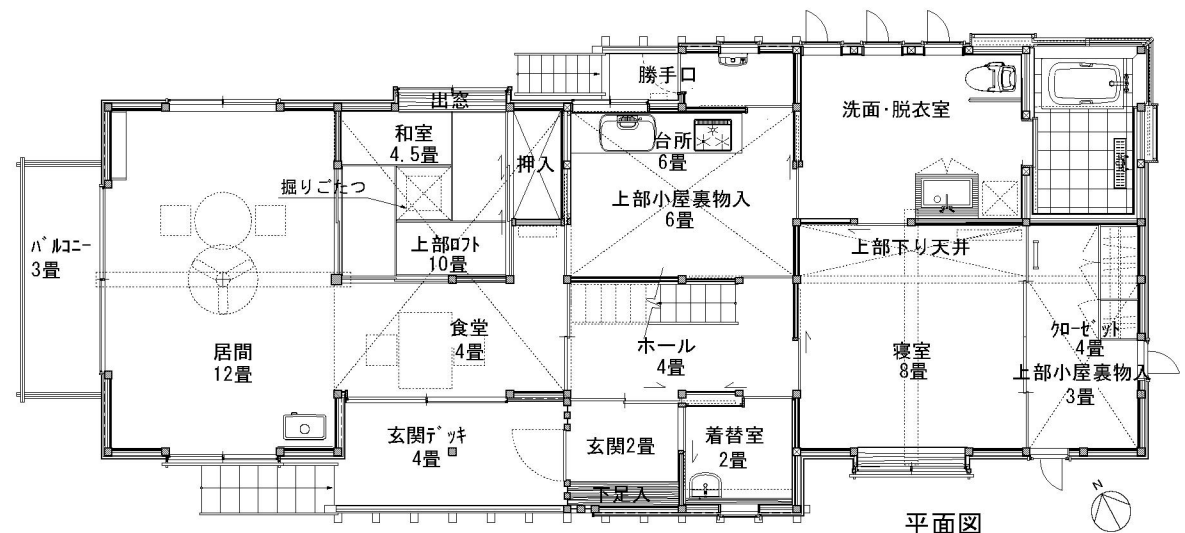 勝手口
出窓
和室
4.5畳
押入
台所
6畳
洗面・脱衣室
掘りごたつ
上部小屋裏物入
6畳
上部ロフト
10畳
上部下り天井
バルコニー
3畳
居間
12畳
食堂
4畳
ホール
4畳
寝室
8畳
クローゼット
4畳
上部小屋裏物入
3畳
玄関デッキ
4畳
玄関2畳
着替室
2畳
下足入
N
平面図